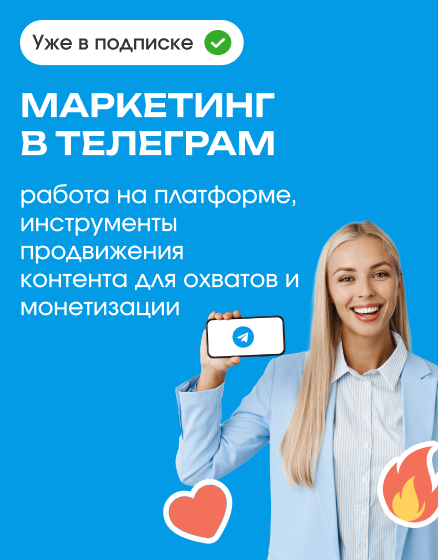 Уже в подписке
МАРКЕТИНГ
В ТЕЛЕГРАМ
работа на платформе,
инструменты
продвижения
контента для охватов и
монетизации